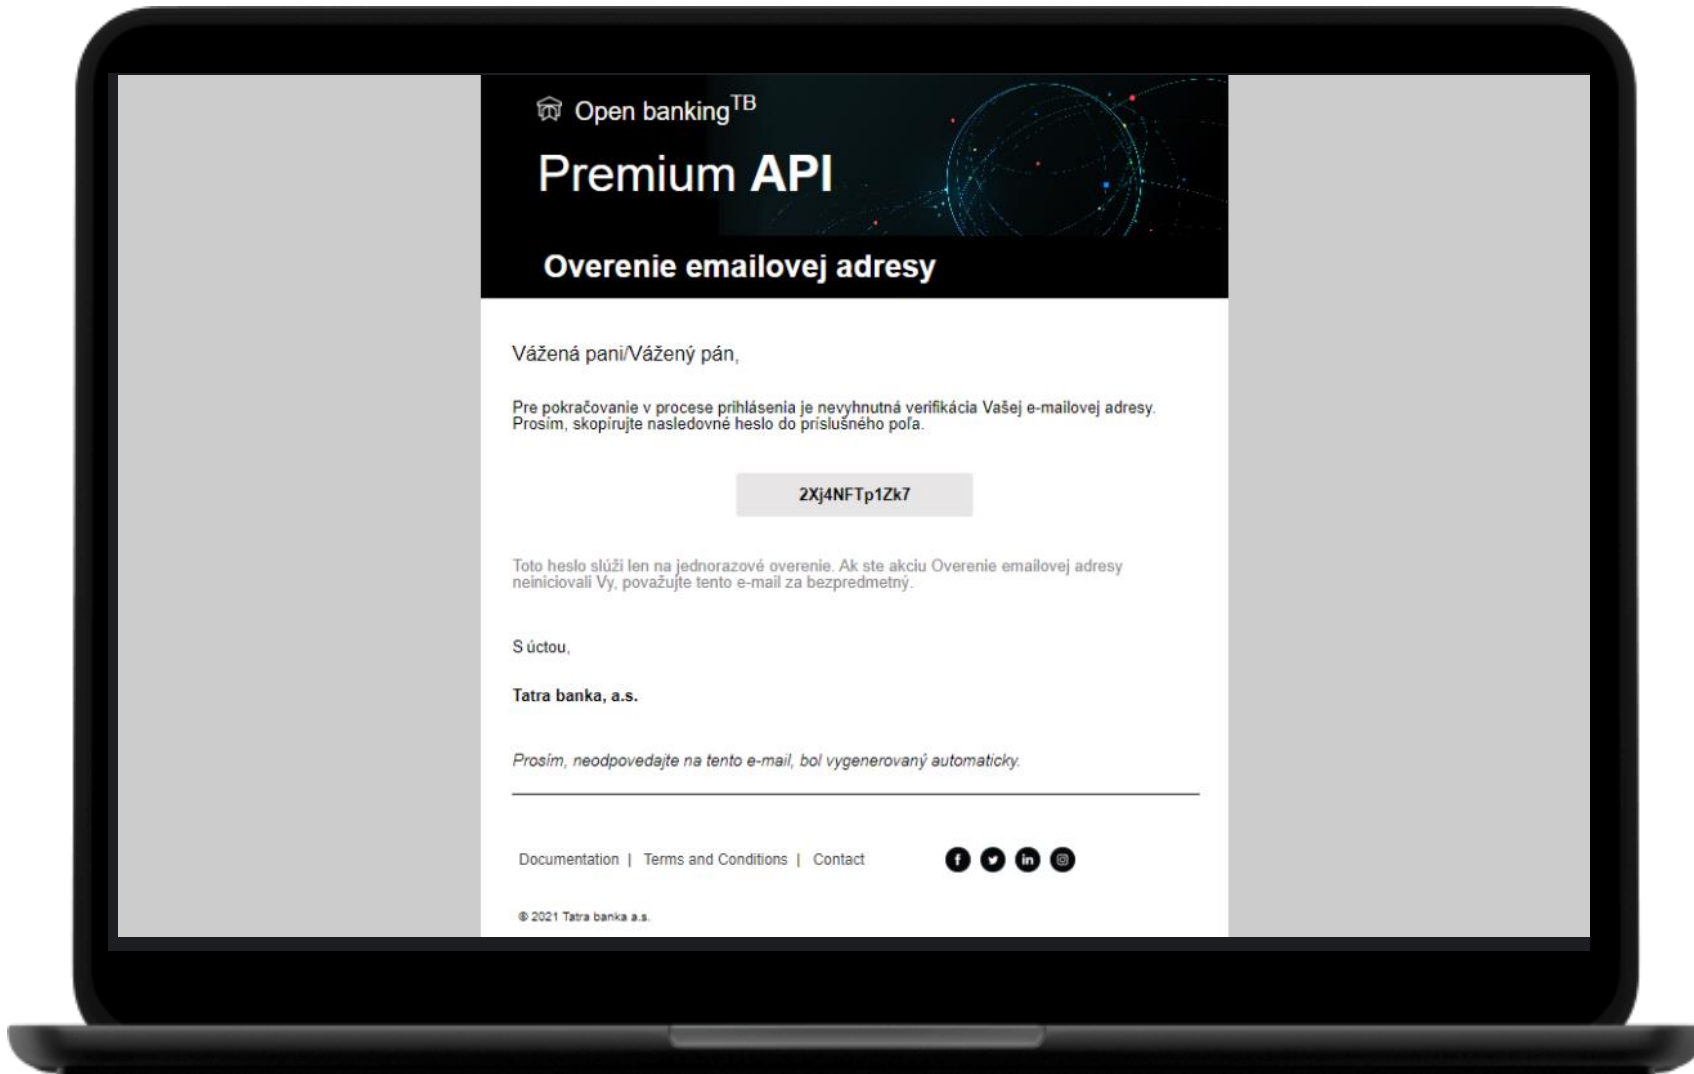 Open banking TB
Premium API
Overenie emailovej adresy
Vážená pani/Vážený pán,
Pre pokračovanie v procese prihlásenia je nevyhnutná verifikácia Vašej e-mailovej adresy.
Prosím, skopírujte nasledovné heslo do príslušného poľa.
2Xj4NFTp1Zk7
Toto heslo slúži len na jednorazové overenie. Ak ste akciu Overenie emailovej adresy
neiniciovali Vy, považujte tento e-mail za bezpredmetný.
S úctou,
Tatra banka, a.s.
Prosím, neodpovedajte na tento e-mail, bol vygenerovaný automaticky.
Documentation | Terms and Conditions | Contact
© 2021 Tatra banka a.s.